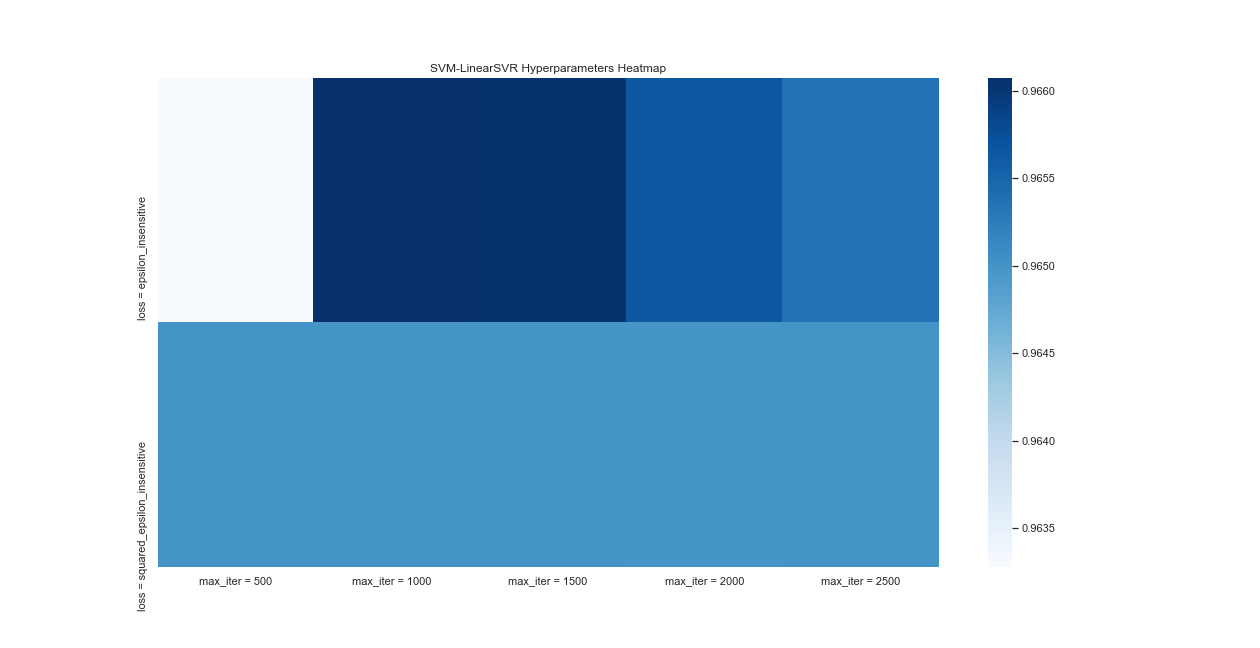 SVM-LinearSVR Hyperparameters Heatmap
loss = epsilon_insensitive
loss = squared_epsilon_insensitive
max_iter = 500
max_iter = 1000
max_iter = 1500
max_iter = 2000
max_iter = 2500
0.9660
0.9655
0.9650
0.9645
0.9640
0.9635